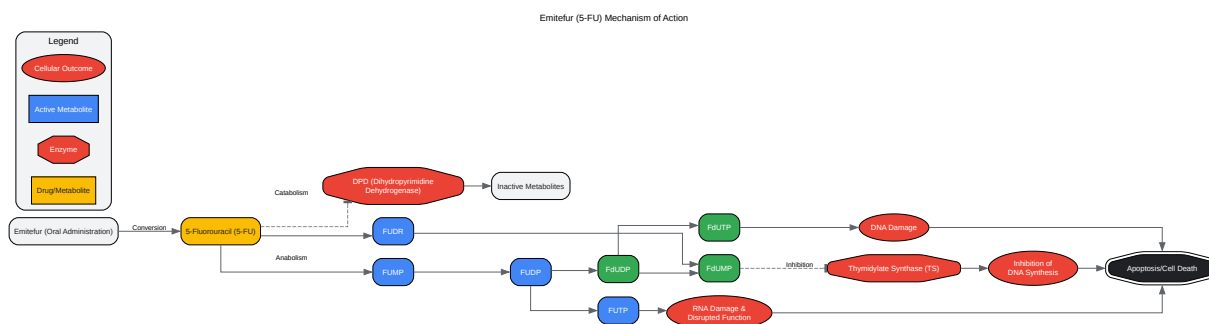 Emitefur (5-FU) Mechanism of Action
Legend
Cellular Outcome
Active Metabolite
Enzyme
Drug/Metabolite
Emitefur (Oral Administration)
Conversion
5-Fluorouracil (5-FU)
Catabolism
DPD (Dihydropyrimidine
Dehydrogenase)
Inactive Metabolites
Anabolism
FUDR
FUMP
FUDP
FUTP
FdUDP
FdUTP
FdUMP
DNA Damage
Inhibition
Thymidylate Synthase (TS)
Inhibition of
DNA Synthesis
RNA Damage &
Disrupted Function
Apoptosis/Cell Death